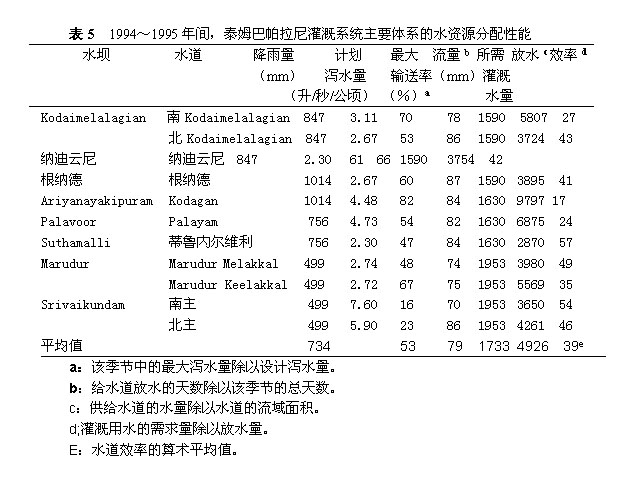 表 5 1994～1995 年间，泰姆巴帕拉尼灌溉系统主要体系的水资源分配性能
水坝 水道 降雨量 计划 最大 流量ᵇ 所需 放水 ᶜ效率 ᵈ
（mm） 泻水量 输送率（mm） 灌溉
（升/秒/公顷） （%）ᵃ 水量
Kodaimelalagian 南 Kodaimelalagian 847 3.11 70 78 1590 5807 27
北 Kodaimelalagian 847 2.67 53 86 1590 3724 43
纳迪云尼 纳迪云尼 847 2.30 61 66 1590 3754 42
根纳德 根纳德 1014 2.67 60 87 1590 3895 41
Ariyanayakipuram Kodagan 1014 4.48 82 84 1630 9797 17
Palavoor Palayam 756 4.73 54 82 1630 6875 24
Suthamalli 蒂鲁内尔维利 756 2.30 47 84 1630 2870 57
Marudur Marudur Melakkal 499 2.74 48 74 1953 3980 49
Marudur Keelakkal 499 2.72 67 75 1953 5569 35
Srivaikundam 南主 499 7.60 16 70 1953 3650 54
北主 499 5.90 23 86 1953 4261 46
平均值 734 53 79 1733 4926 39e
a：该季节中的最大泻水量除以设计泻水量。
b：给水道放水的天数除以该季节的总天数。
c：供给水道的水量除以水道的流域面积。
d;灌溉用水的需求量除以放水量。
E：水道效率的算术平均值。